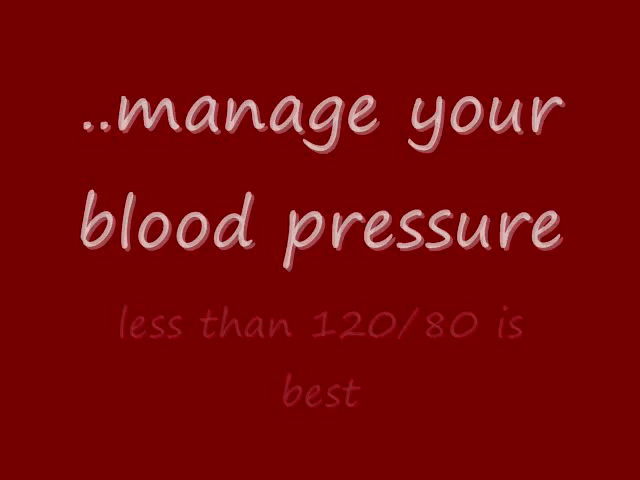 ..manage your
blood pressure
less than 120/80 is
best